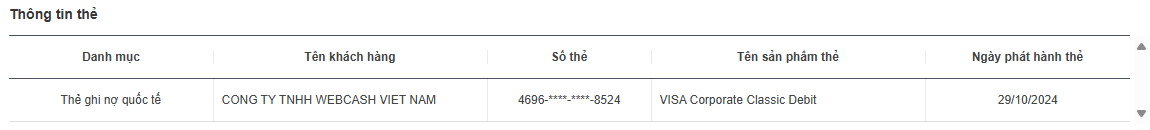 Thông tin thẻ
Danh mục Tên khách hàng Số thẻ Tên sản phẩm thẻ Ngày phát hành thẻ
Thẻ ghi nợ quốc tế CONG TY TNHH WEBCASH VIET NAM 4696-****-****-8524 VISA Corporate Classic Debit 29/10/2024